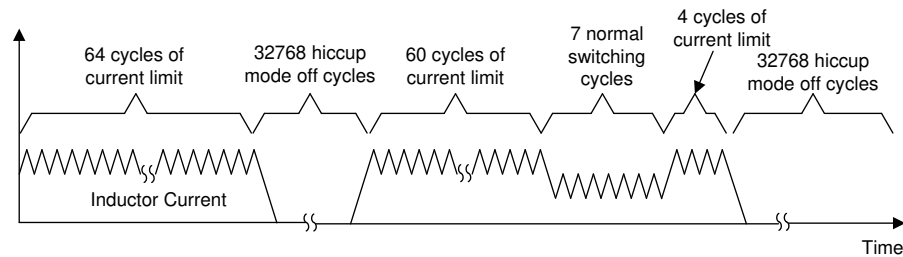 64 cycles of
current limit
32768 hiccup
mode off cycles
60 cycles of
current limit
7 normal
switching
cycles
4 cycles of
current limit
32768 hiccup
mode off cycles
Inductor Current
Time